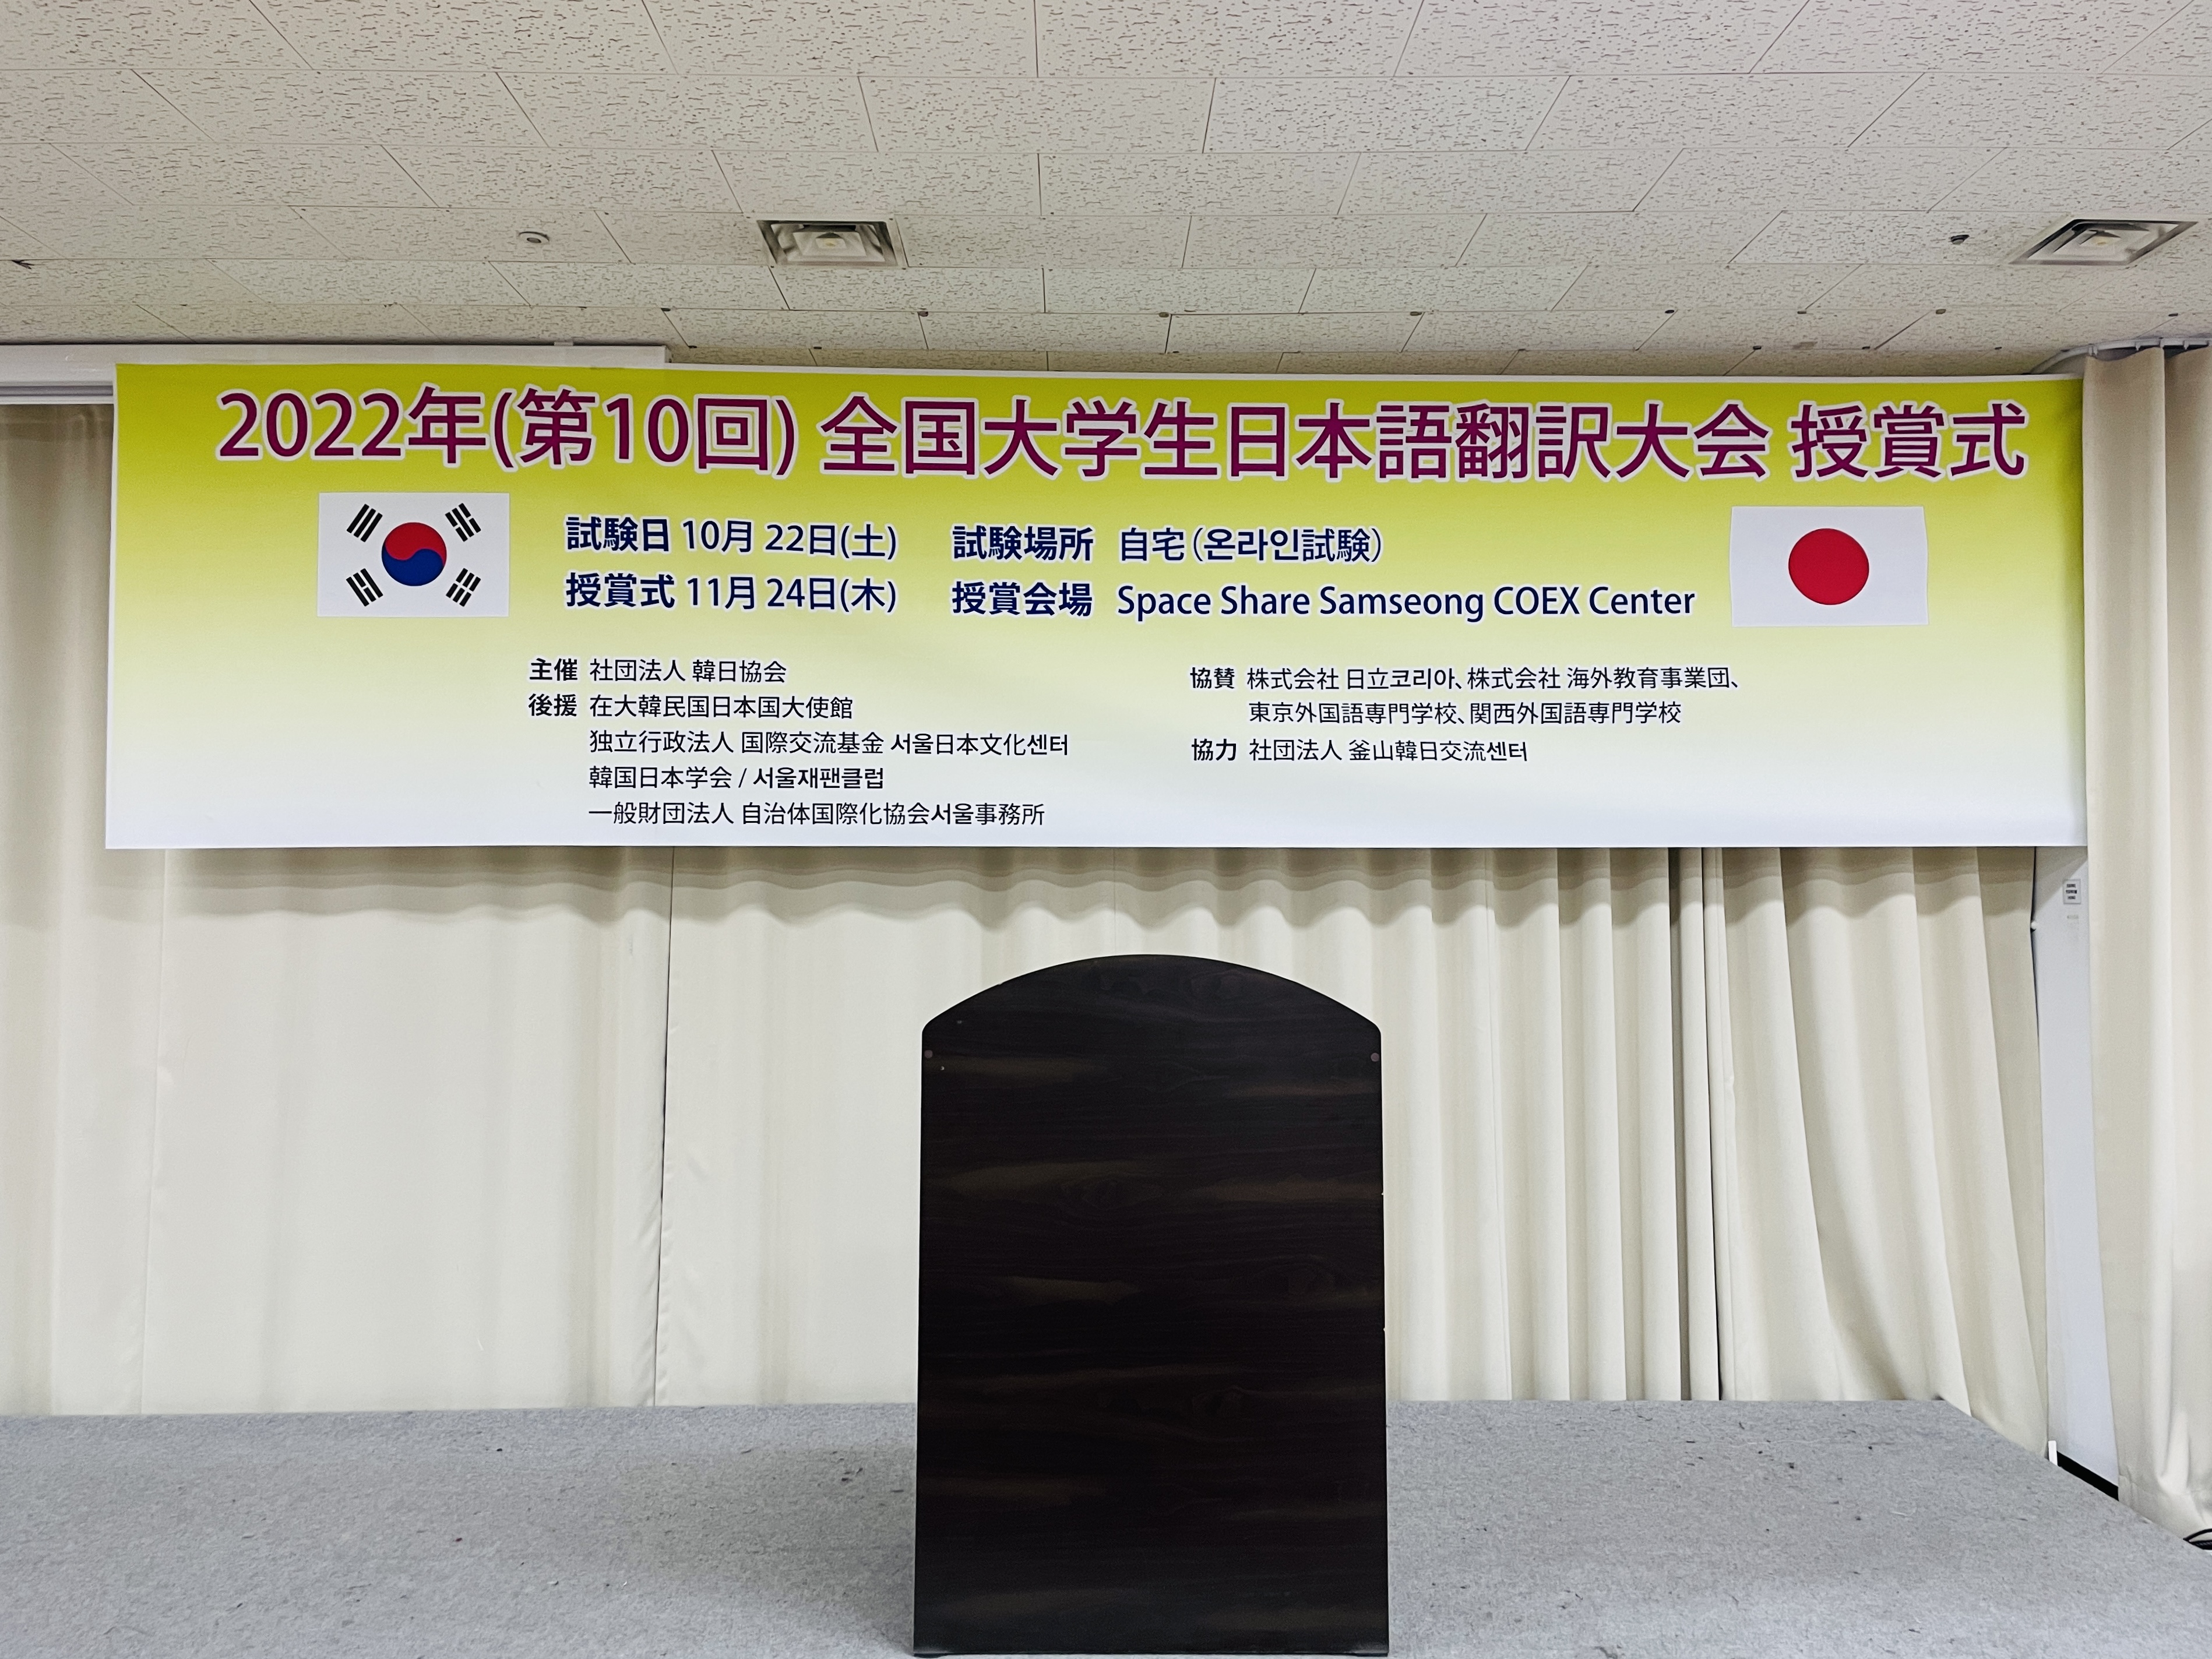 2022年(第10回) 全国大学生日本語翻訳大会 授賞式
試験日 10月 22日(土) 試験場所 自宅(온라인試験)
授賞式 11月 24日(木) 授賞会場 Space Share Samseong COEX Center
主催 社団法人 韓日協会
後援 在大韓民国日本国大使館
独立行政法人 国際交流基金 서울日本文化센터
韓国日本学会 / 서울재팬클럽
一般財団法人 自治体国際化協会서울事務所
協賛 株式会社 日立코리아、株式会社 海外教育事業団、
東京外国語専門学校、関西外国語専門学校
協力 社団法人 釜山韓日交流센터